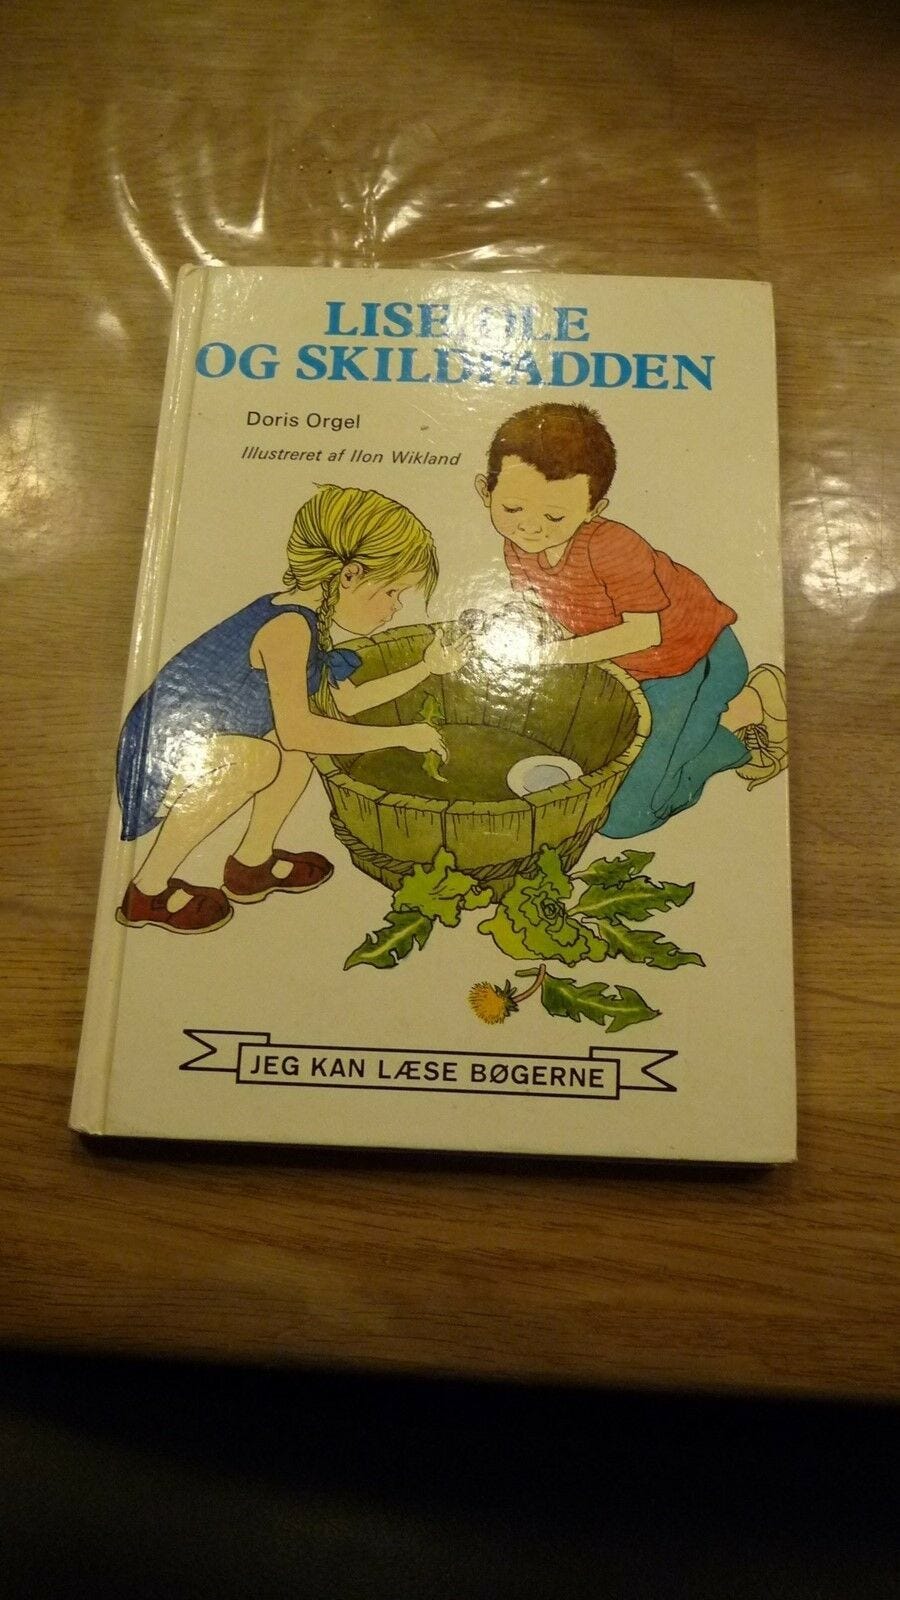 LISE, OLE
OG SKILDPADDEN
Doris Orgel
Illustreret af Ilon Wikland
JEG KAN LÆSE BØGERNE